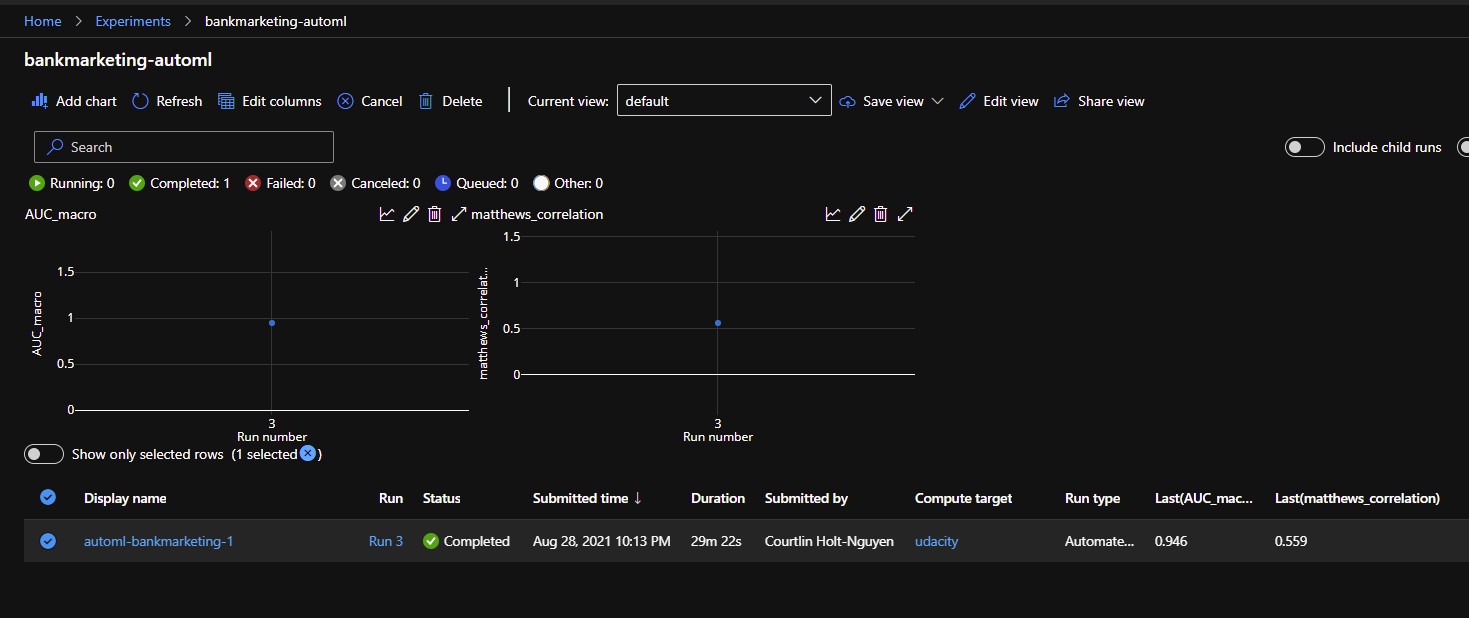 Home > Experiments > bankmarketing-automl
bankmarketing-automl
Add chart Refresh Edit columns Cancel Delete Current view: default Save view Edit view Share view
Search Include child runs
Running: 0 Completed: 1 Failed: 0 Canceled: 0 Queued: 0 Other: 0
AUC_macro matthews_correlation
1.5
1
0.5
0
AUC_macro
3
Run number
1.5
1
0.5
0
matthews_correlat...
3
Run number
Show only selected rows (1 selected )
Display name Run Status Submitted time ↓ Duration Submitted by Compute target Run type Last(AUC_mac... Last(matthews_correlation)
automl-bankmarketing-1 Run 3 Completed Aug 28, 2021 10:13 PM 29m 22s Courtlin Holt-Nguyen udacity Automate... 0.946 0.559